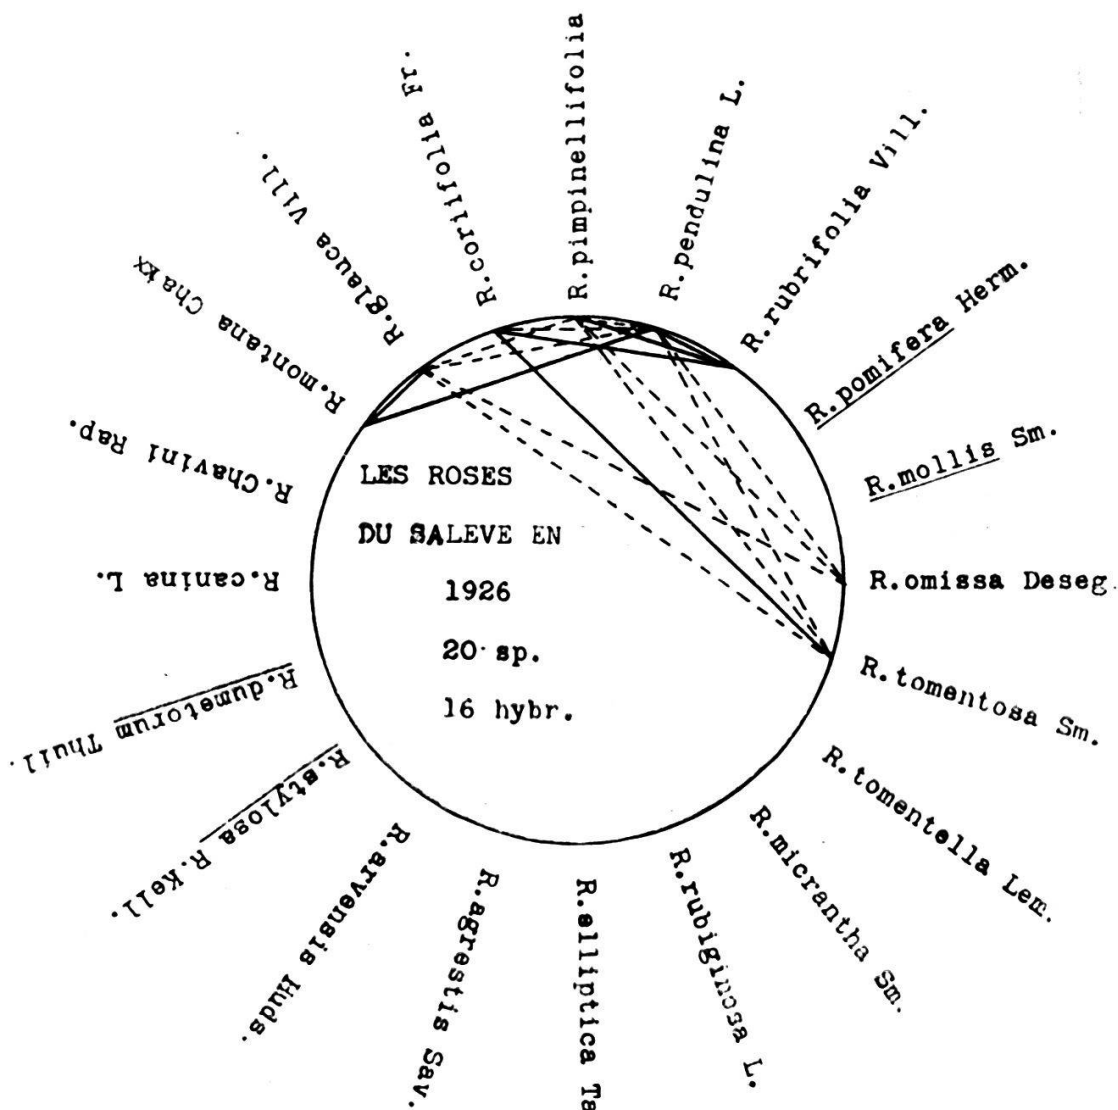 R.pimpinellifolia
R.pendulina L.
R.rubrifolia Vill.
R.pomifera Herm.
R.mollis Sm.
R.omissa Deseg.
R.tomentosa Sm.
R.tomentella Lem.
R.micrantha Sm.
R.rubiginosa L.
R.elliptica Ta
R.agrestis Sav.
R.arvensis Huds.
R.stylosa R.Kell.
R.dumetorum Thuil.
R.canina L.
R.Chavini Rap.
R.montana Chaix
R.glauca Vill.
R.coriifolia Fr.
LES ROSES
DU SALEVE EN
1926
20 sp.
16 hybr.